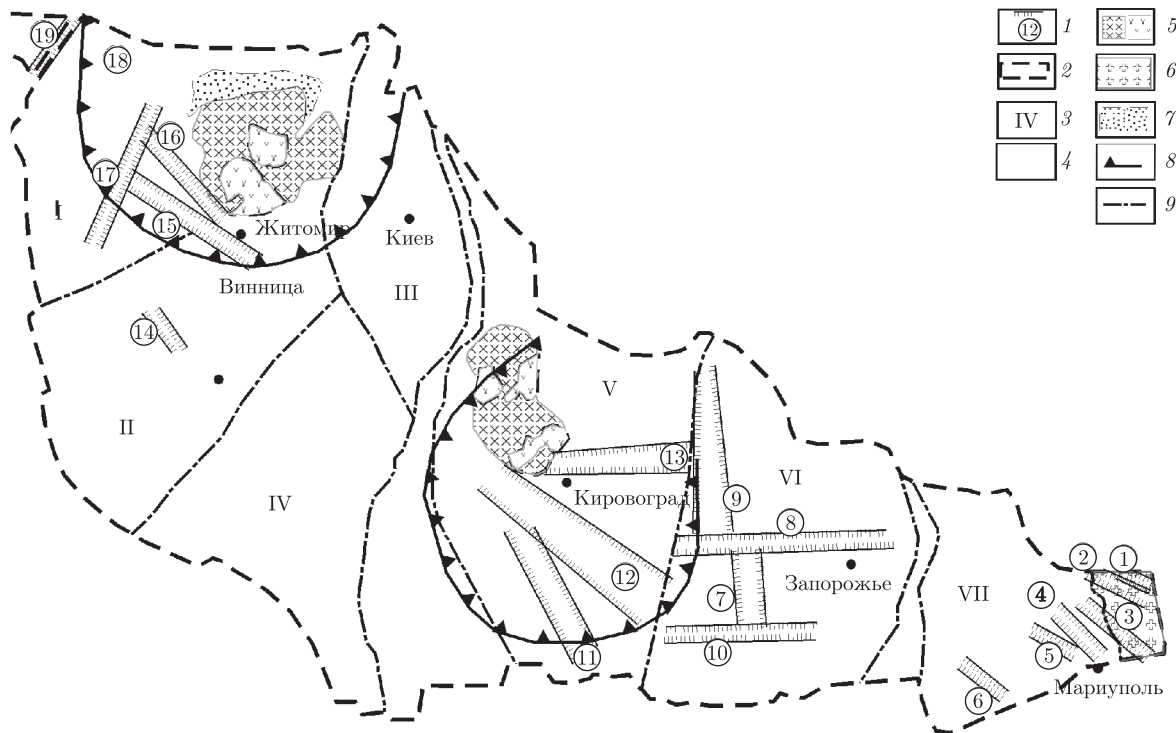 19
18
12
1
5
2
6
16
IV
3
7
17
4
8
I
15
Житомир
Киев
9
Винница
III
14
V
II
13
VI
Кировоград
9
IV
8
12
Запорожье
2
1
7
VII
4
3
11
10
5
6
Мариуполь